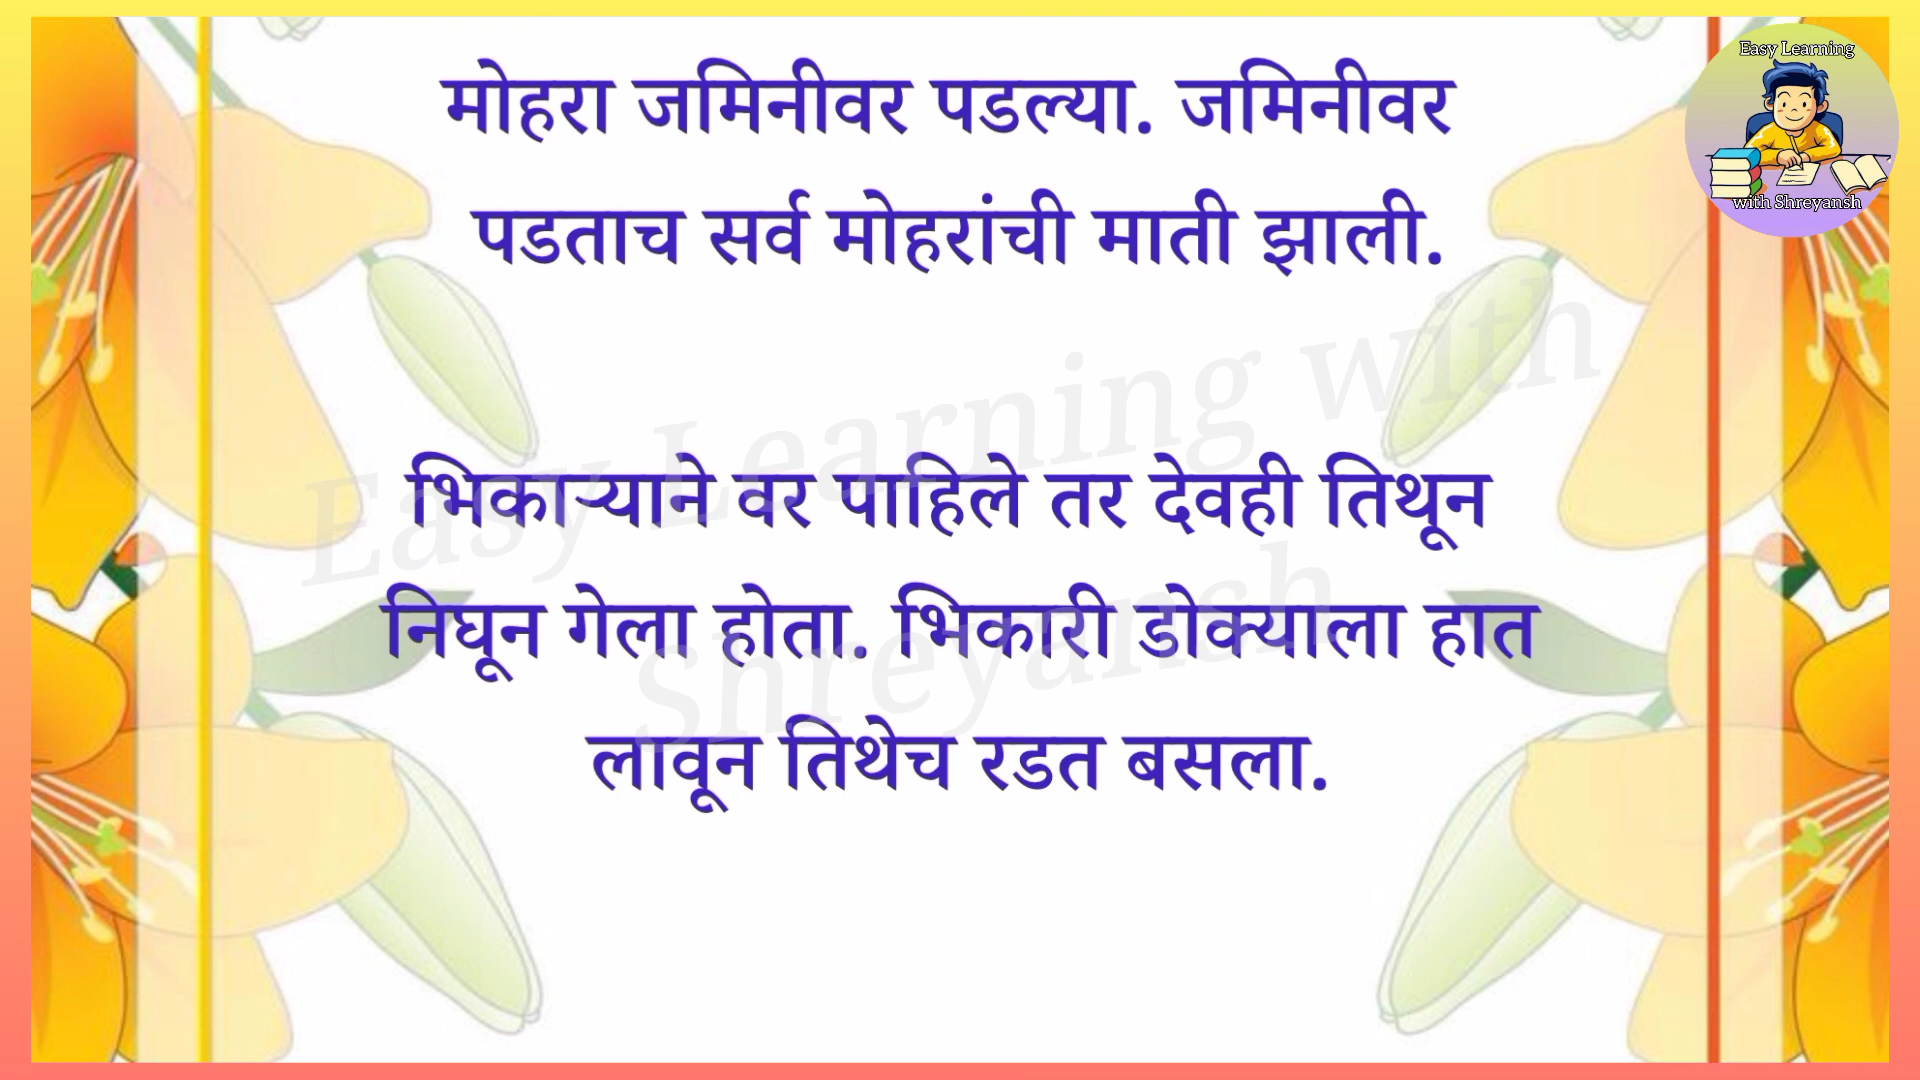 मोहरा जमिनीवर पडल्या. जमिनीवर
पडताच सर्व मोहरांची माती झाली.
भिकाऱ्याने वर पाहिले तर देवही तिथून
निघून गेला होता. भिकारी डोक्याला हात
लावून तिथेच रडत बसला.
Easy Learning
with Shreyansh
Easy Learning with
Shreyansh